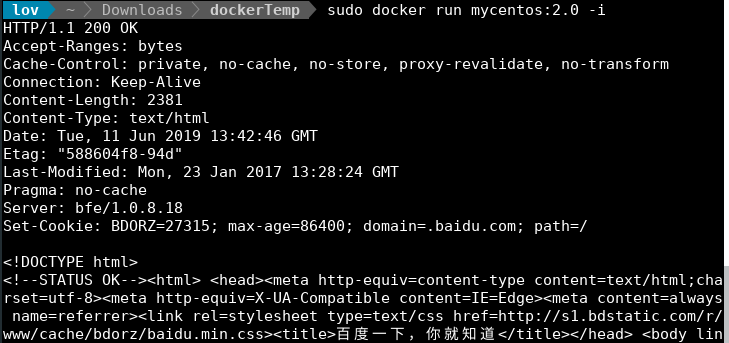 lov ~ Downloads dockerTemp sudo docker run mycentos:2.0 -i
HTTP/1.1 200 OK
Accept-Ranges: bytes
Cache-Control: private, no-cache, no-store, proxy-revalidate, no-transform
Connection: Keep-Alive
Content-Length: 2381
Content-Type: text/html
Date: Tue, 11 Jun 2019 13:42:46 GMT
Etag: "588604f8-94d"
Last-Modified: Mon, 23 Jan 2017 13:28:24 GMT
Pragma: no-cache
Server: bfe/1.0.8.18
Set-Cookie: BDORZ=27315; max-age=86400; domain=.baidu.com; path=/
<!DOCTYPE html>
<!--STATUS OK--><html> <head><meta http-equiv=content-type content=text/html;cha
rset=utf-8><meta http-equiv=X-UA-Compatible content=IE=Edge><meta content=always
 name=referrer><link rel=stylesheet type=text/css href=http://s1.bdstatic.com/r/
www/cache/bdorz/baidu.min.css><title>百度一下，你就知道</title></head> <body lin